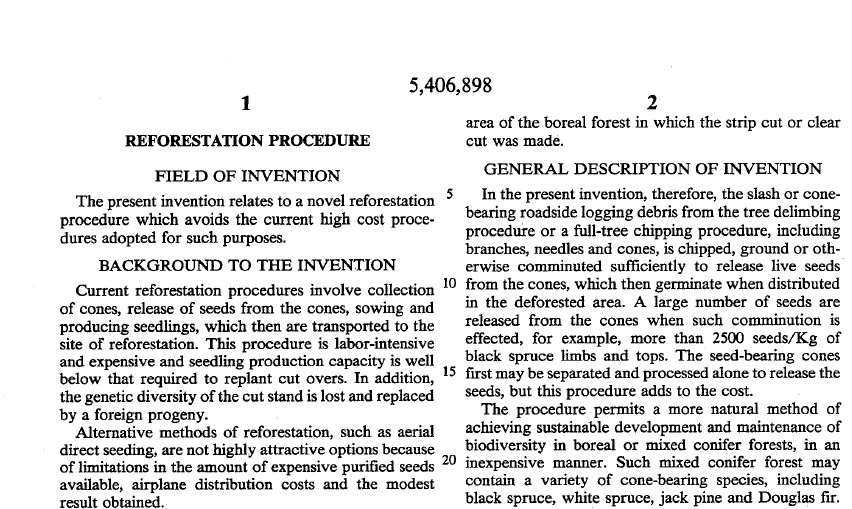 5,406,898
1
REFORESTATION PROCEDURE
FIELD OF INVENTION
The present invention relates to a novel reforestation
procedure which avoids the current high cost proce-
dures adopted for such purposes.
BACKGROUND TO THE INVENTION
Current reforestation procedures involve collection
of cones, release of seeds from the cones, sowing and
producing seedlings, which then are transported to the
site of reforestation. This procedure is labor-intensive
and expensive and seedling production capacity is well
below that required to replant cut overs. In addition,
the genetic diversity of the cut stand is lost and replaced
by a foreign progeny.
Alternative methods of reforestation, such as aerial
direct seeding, are not highly attractive options because
of limitations in the amount of expensive purified seeds
available, airplane distribution costs and the modest
result obtained.
5
10
15
20
2
area of the boreal forest in which the strip cut or clear
cut was made.
GENERAL DESCRIPTION OF INVENTION
In the present invention, therefore, the slash or cone-
bearing roadside logging debris from the tree delimbing
procedure or a full-tree chipping procedure, including
branches, needles and cones, is chipped, ground or oth-
erwise comminuted sufficiently to release live seeds
from the cones, which then germinate when distributed
in the deforested area. A large number of seeds are
released from the cones when such comminution is
effected, for example, more than 2500 seeds/Kg of
black spruce limbs and tops. The seed-bearing cones
first may be separated and processed alone to release the
seeds, but this procedure adds to the cost.
The procedure permits a more natural method of
achieving sustainable development and maintenance of
biodiversity in boreal or mixed conifer forests, in an
inexpensive manner. Such mixed conifer forest may
contain a variety of cone-bearing species, including
black spruce, white spruce, jack pine and Douglas fir.